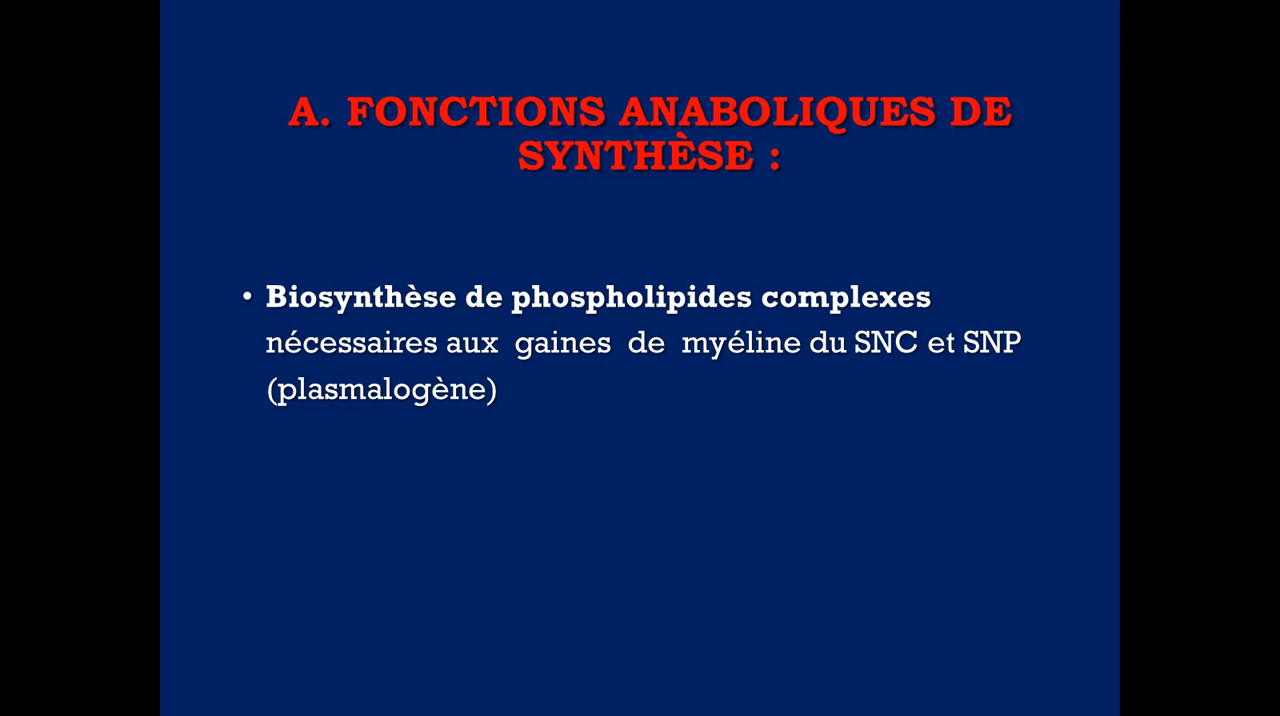 A. FONCTIONS ANABOLIQUES DE
SYNTHÈSE :
• Biosynthèse de phospholipides complexes
nécessaires aux gaines de myéline du SNC et SNP
(plasmalogène)